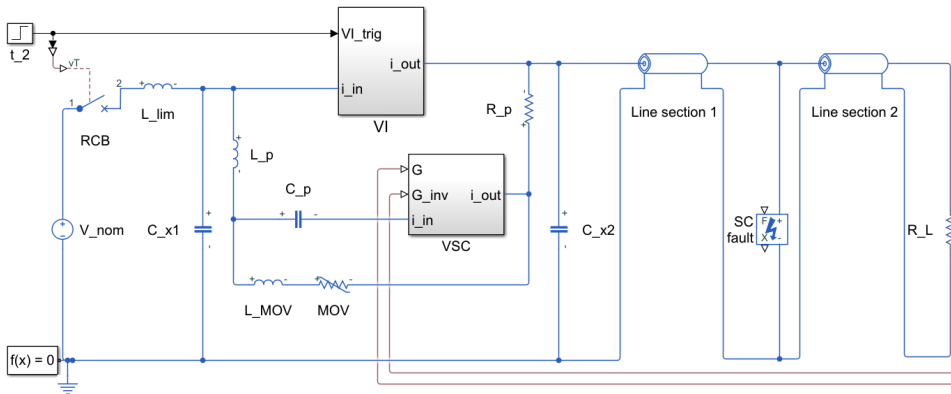 t_2
vT
1
2
RCB
+
-
L_lim
VI_trig
i_in
i_out
VI
R_p
-
+
Line section 1
Line section 2
+
L_p
-
C_p
+
-
G
G_inv
i_in
i_out
VSC
V_nom
+
-
C_x1
+
-
C_x2
+
-
SC
fault
F
+
X
-
R_L
+
-
+
-
L_MOV
MOV
f(x) = 0